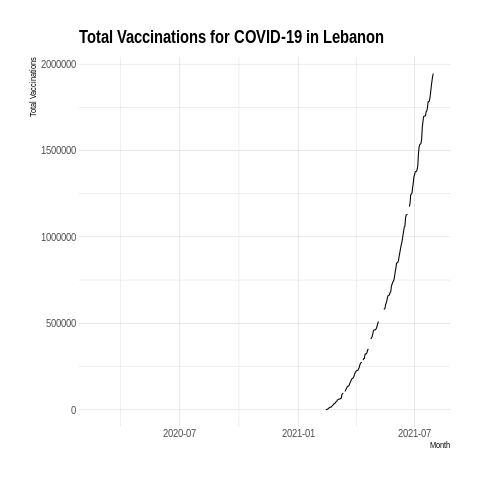 Total Vaccinations for COVID-19 in Lebanon
Total Vaccinations
2000000
1500000
1000000
500000
0
2020-07
2021-01
2021-07
Month